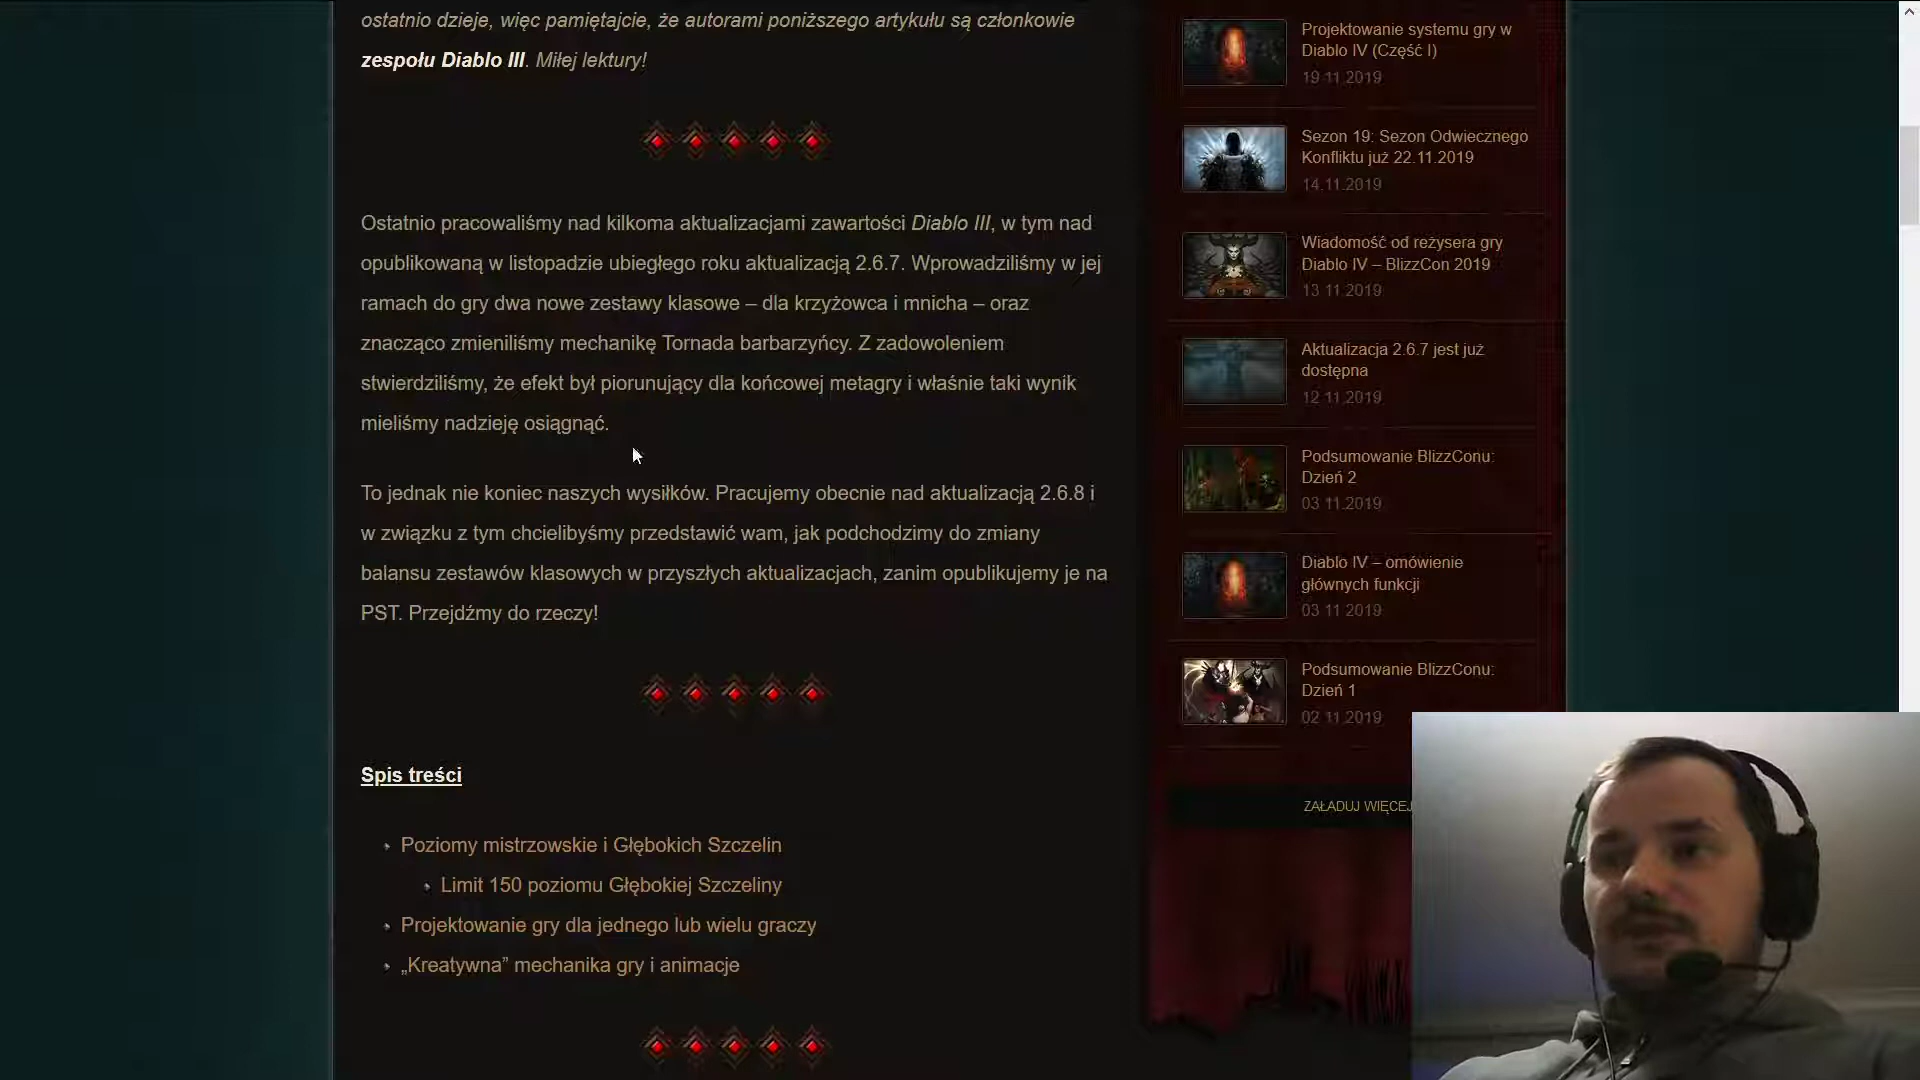 ostatnio dzieje, więc pamiętajcie, że autorami poniższego artykułu są członkowie
zespołu Diablo III. Miłej lektury!
Ostatnio pracowaliśmy nad kilkoma aktualizacjami zawartości Diablo III, w tym nad
opublikowaną w listopadzie ubiegłego roku aktualizacją 2.6.7. Wprowadziliśmy w jej
ramach do gry dwa nowe zestawy klasowe – dla krzyżowca i mnicha – oraz
znacząco zmieniliśmy mechanikę Tornada barbarzyńcy. Z zadowoleniem
stwierdziliśmy, że efekt był piorunujący dla końcowej metagry i właśnie taki wynik
mieliśmy nadzieję osiągnąć.
To jednak nie koniec naszych wysiłków. Pracujemy obecnie nad aktualizacją 2.6.8 i
w związku z tym chcielibyśmy przedstawić wam, jak podchodzimy do zmiany
balansu zestawów klasowych w przyszłych aktualizacjach, zanim opublikujemy je na
PST. Przejdźmy do rzeczy!
Spis treści
Poziomy mistrzowskie i Głębokich Szczelin
Limit 150 poziomu Głębokiej Szczeliny
Projektowanie gry dla jednego lub wielu graczy
„Kreatywna” mechanika gry i animacje
Projektowanie systemu gry w
Diablo IV (Część I)
19.11.2019
Sezon 19: Sezon Odwiecznego
Konfliktu już 22.11.2019
14.11.2019
Wiadomość od reżysera gry
Diablo IV – BlizzCon 2019
13.11.2019
Aktualizacja 2.6.7 jest już
dostępna
12.11.2019
Podsumowanie BlizzConu:
Dzień 2
03.11.2019
Diablo IV – omówienie
głównych funkcji
03.11.2019
Podsumowanie BlizzConu:
Dzień 1
02.11.2019
ZAŁADUJ WIĘCEJ